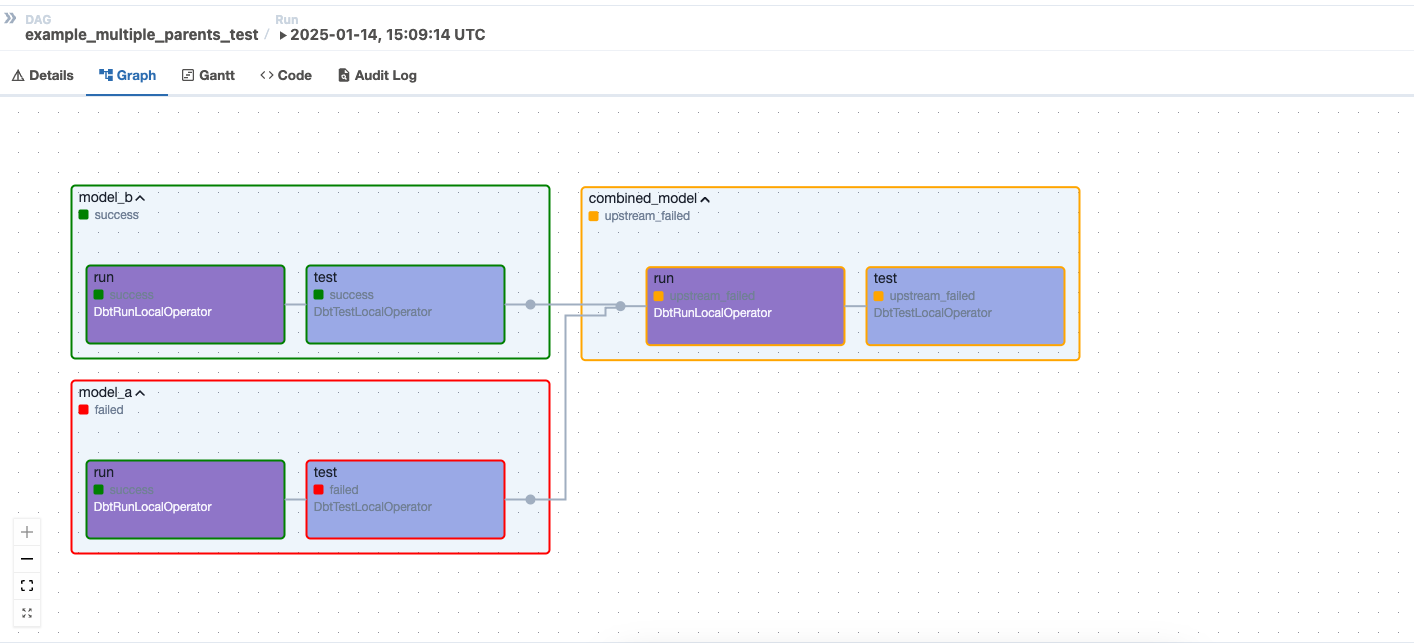 DAG
example_multiple_parents_test
/
Run
2025-01-14, 15:09:14 UTC
Details
Graph
Gantt
Code
Audit Log
model_b
success
run
success
DbtRunLocalOperator
test
success
DbtTestLocalOperator
combined_model
upstream_failed
run
upstream_failed
DbtRunLocalOperator
test
upstream_failed
DbtTestLocalOperator
model_a
failed
run
success
DbtRunLocalOperator
test
failed
DbtTestLocalOperator